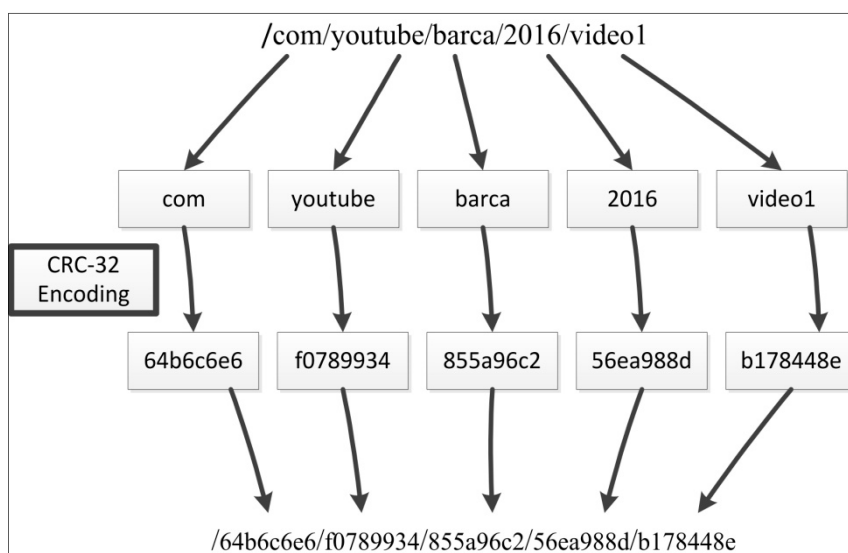 /com/youtube/barca/2016/video1
com
youtube
barca
2016
video1
CRC-32
Encoding
64b6c6e6
f0789934
855a96c2
56ea988d
b178448e
/64b6c6e6/f0789934/855a96c2/56ea988d/b178448e